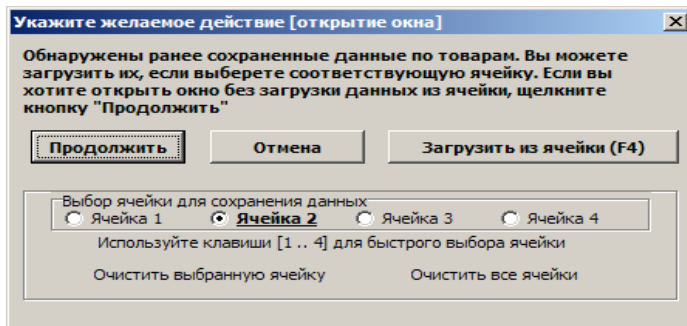 Укажите желаемое действие [открытие окна]
Обнаружены ранее сохраненные данные по товарам. Вы можете
загрузить их, если выберете соответствующую ячейку. Если вы
хотите открыть окно без загрузки данных из ячейки, щелкните
кнопку "Продолжить"
Продолжить Отмена Загрузить из ячейки (F4)
Выбор ячейки для сохранения данных
Ячейка 1 Ячейка 2 Ячейка 3 Ячейка 4
Используйте клавиши [1 .. 4] для быстрого выбора ячейки
Очистить выбранную ячейку Очистить все ячейки